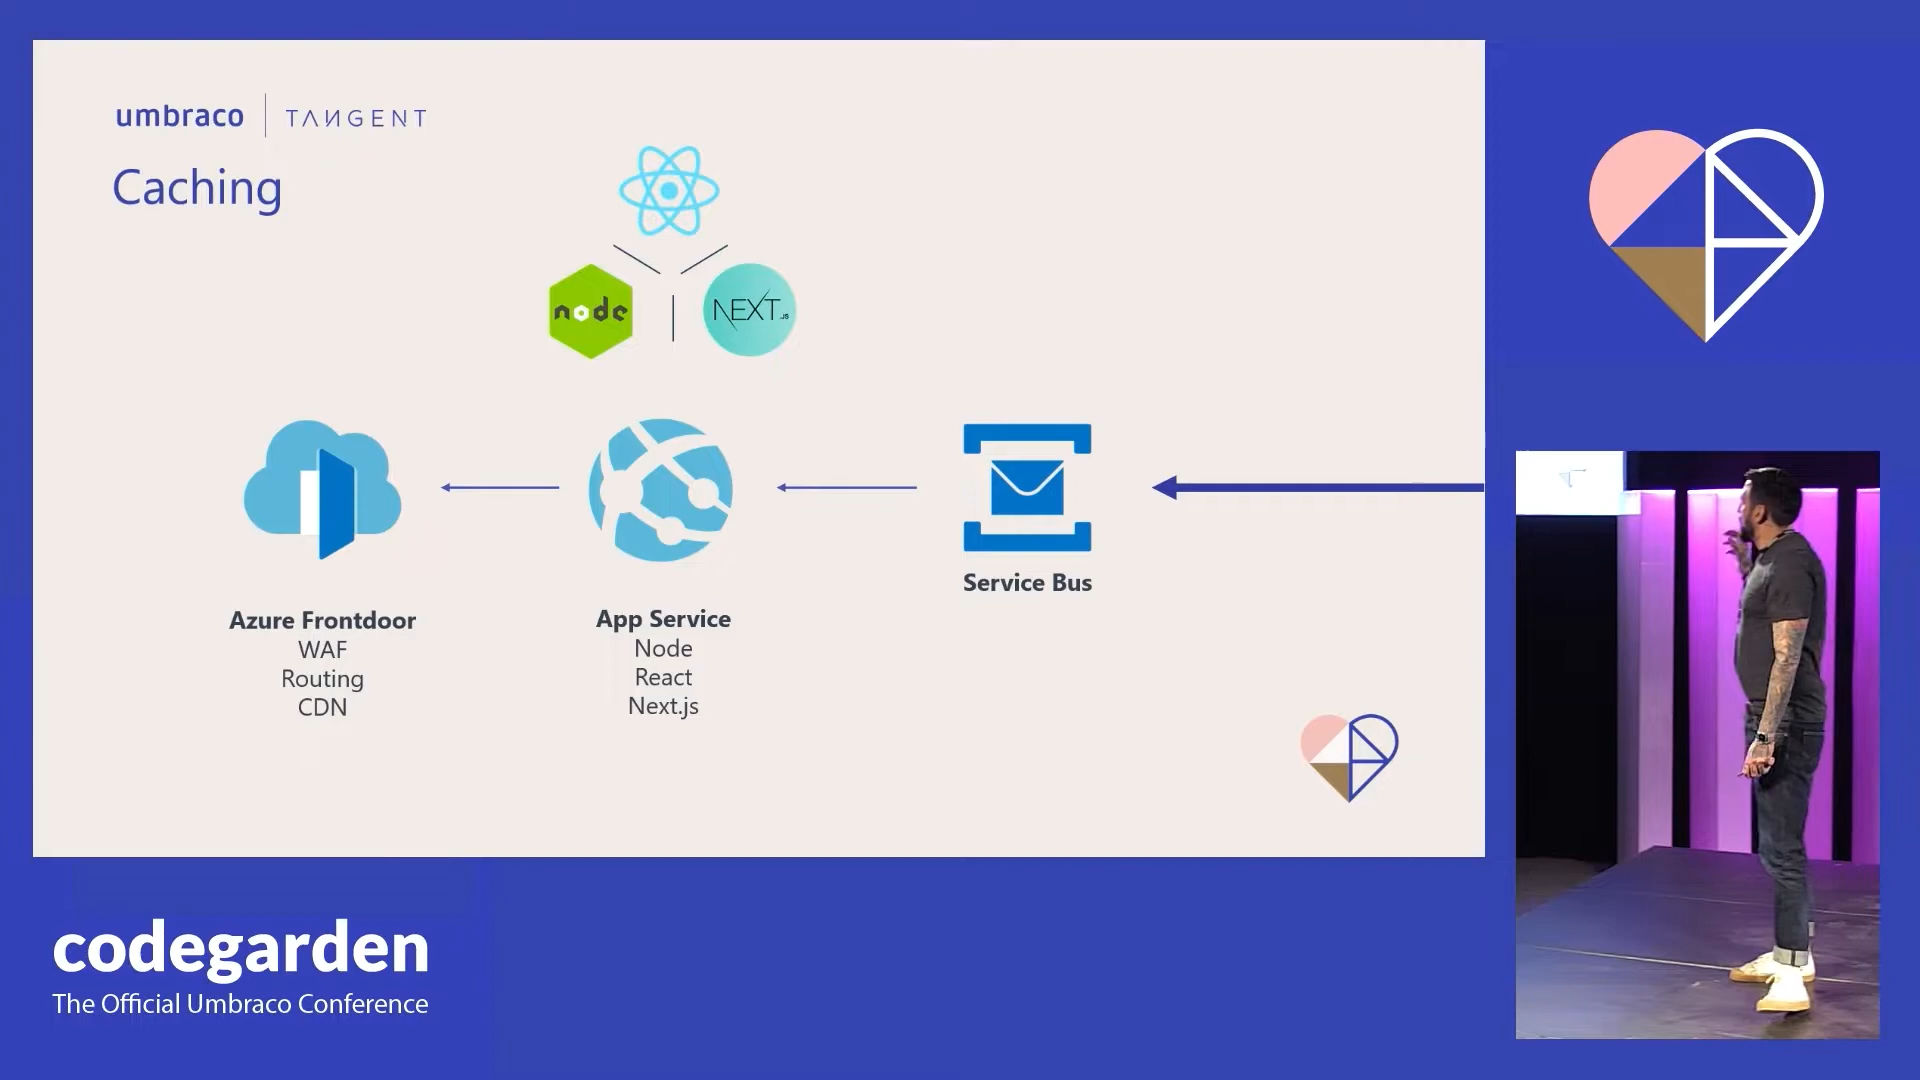 umbraco | TANGENT
Caching
node
NEXT.JS
Azure Frontdoor
WAF
Routing
CDN
App Service
Node
React
Next.js
Service Bus
codegarden
The Official Umbraco Conference